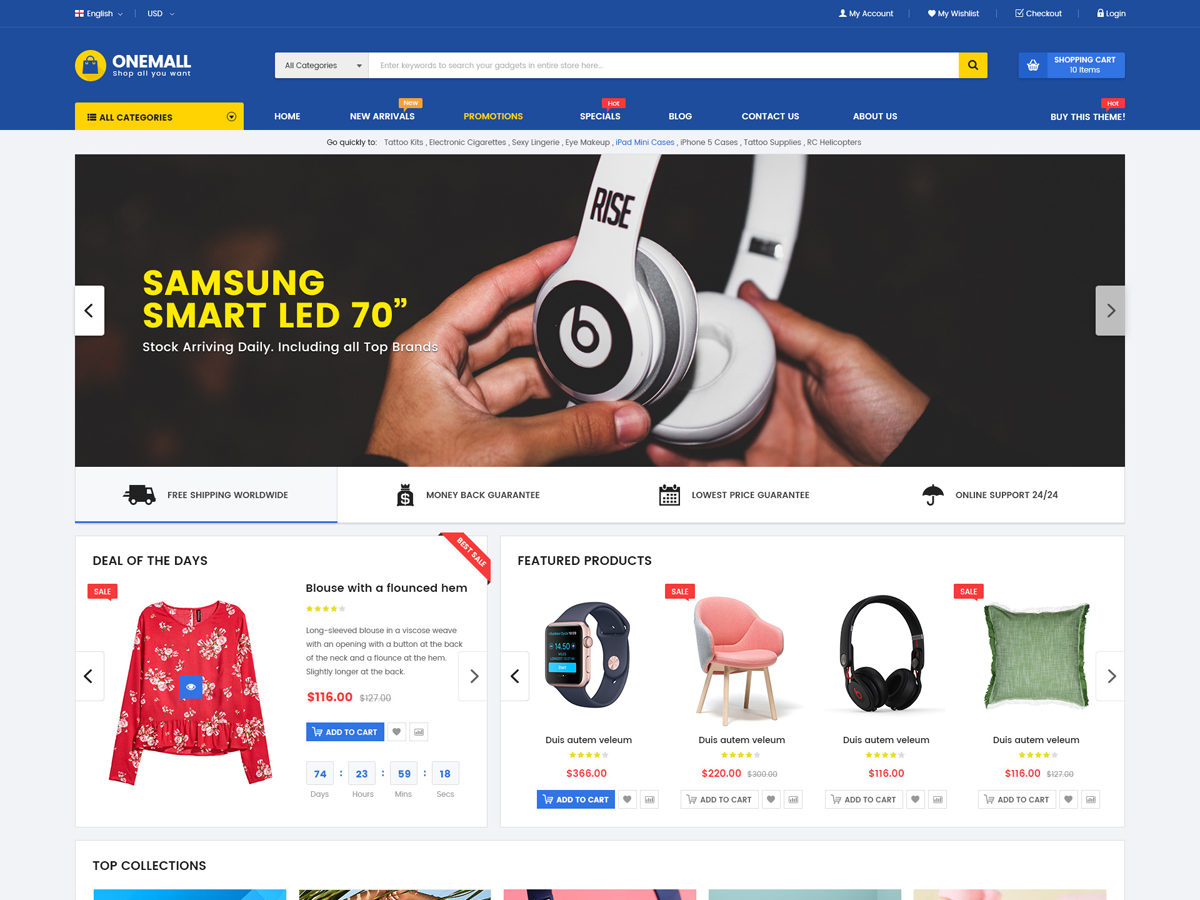 English
USD
My Account
My Wishlist
Checkout
Login
ONEMALL
Shop all you want
All Categories
Enter keywords to search your gadgets in entire store here...
SHOPPING CART
10 Items
ALL CATEGORIES
HOME
New
NEW ARRIVALS
PROMOTIONS
Hot
SPECIALS
BLOG
CONTACT US
ABOUT US
Hot
BUY THIS THEME!
Go quickly to: Tattoo Kits , Electronic Cigarettes , Sexy Lingerie , Eye Makeup , iPad Mini Cases , iPhone 5 Cases , Tattoo Supplies , RC Helicopters
RISE
b
SAMSUNG
SMART LED 70”
Stock Arriving Daily. Including all Top Brands
FREE SHIPPING WORLDWIDE
MONEY BACK GUARANTEE
LOWEST PRICE GUARANTEE
ONLINE SUPPORT 24/24
DEAL OF THE DAYS
BEST SALE
SALE
Blouse with a flounced hem
Long-sleeved blouse in a viscose weave
with an opening with a button at the back
of the neck and a flounce at the hem.
Slightly longer at the back.
$116.00 $127.00
ADD TO CART
74 : 23 : 59 : 18
Days Hours Mins Secs
FEATURED PRODUCTS
14.50
Duis autem veleum
$366.00
ADD TO CART
SALE
Duis autem veleum
$220.00 $300.00
ADD TO CART
Duis autem veleum
$116.00
ADD TO CART
SALE
Duis autem veleum
$116.00 $127.00
ADD TO CART
TOP COLLECTIONS